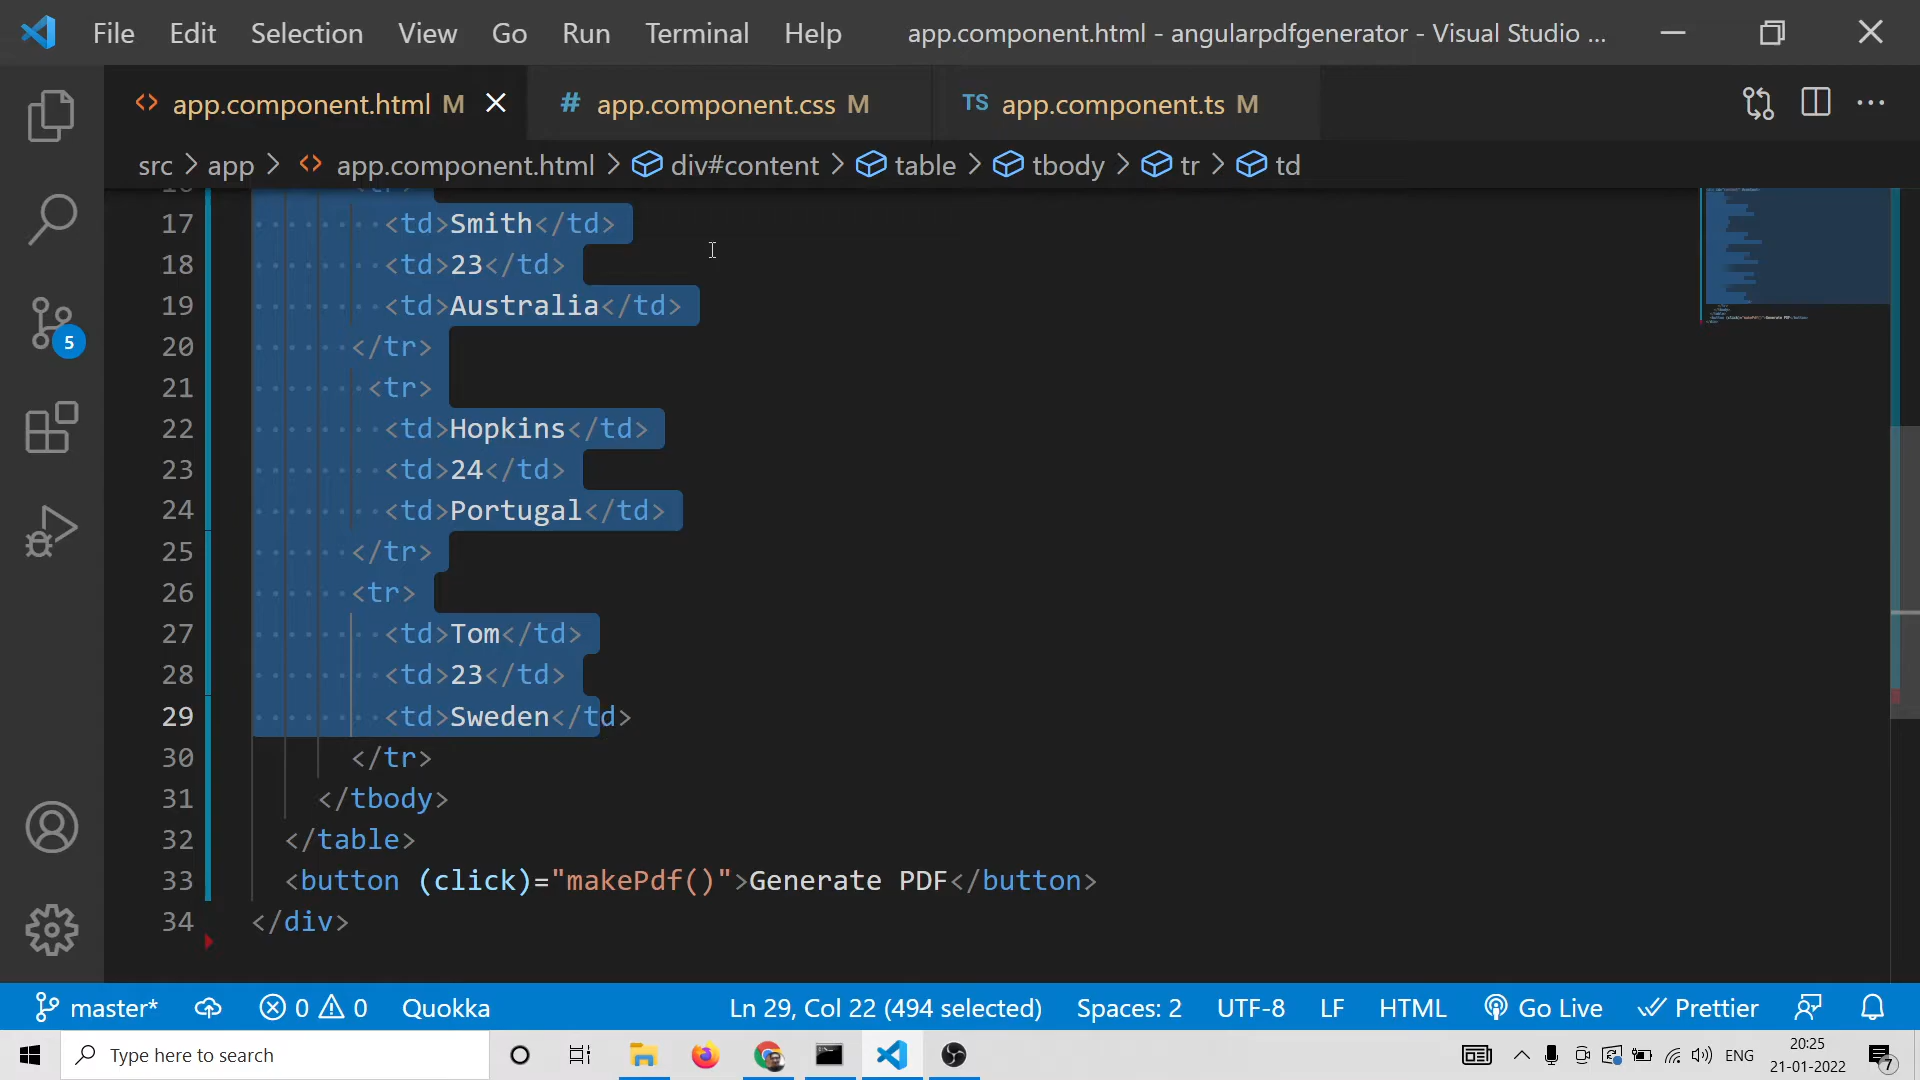 File Edit Selection View Go Run Terminal Help app.component.html - angularpdfgenerator - Visual Studio ...
app.component.html M # app.component.css M TS app.component.ts M
src app app.component.html div#content table tbody tr td
17 <td>Smith</td>
18 <td>23</td>
19 <td>Australia</td>
20 </tr>
21 <tr>
22 <td>Hopkins</td>
23 <td>24</td>
24 <td>Portugal</td>
25 </tr>
26 <tr>
27 <td>Tom</td>
28 <td>23</td>
29 <td>Sweden</td>
30 </tr>
31 </tbody>
32 </table>
33 <button (click)="makePdf()">Generate PDF</button>
34 </div>
5
master* 0 0 Quokka Ln 29, Col 22 (494 selected) Spaces: 2 UTF-8 LF HTML Go Live Prettier
Type here to search ENG 20:25
21-01-2022 7